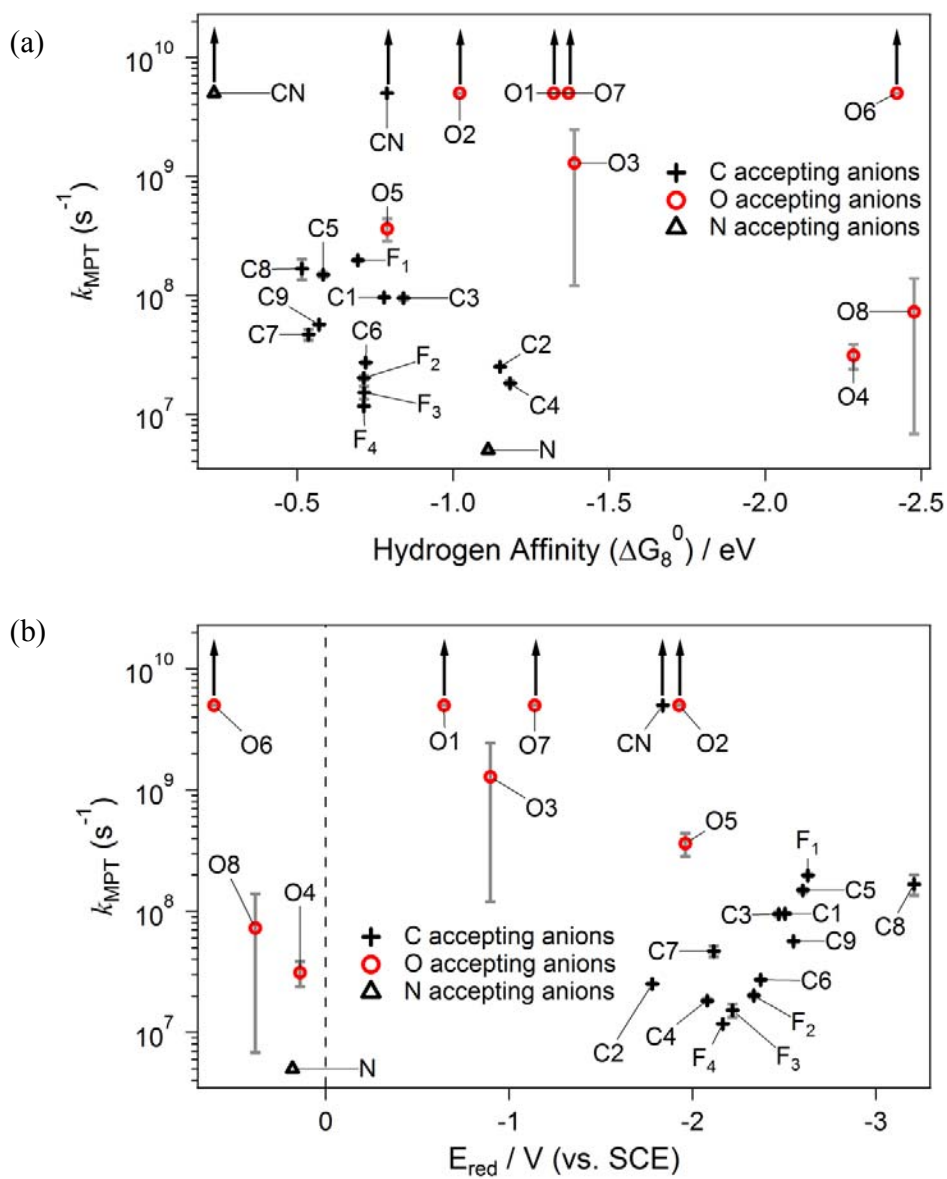 (a)
10^10
10^9
10^8
10^7
k_MPT (s^-1)
CN
CN
O2
O1
O7
O6
O3
C accepting anions
O accepting anions
N accepting anions
O5
C5
C8
F_1
C9
C1
C3
C7
C6
F_2
F_3
F_4
C2
C4
N
O8
O4
-0.5 -1.0 -1.5 -2.0 -2.5
Hydrogen Affinity (ΔG_8^0) / eV
(b)
10^10
10^9
10^8
10^7
k_MPT (s^-1)
O6
O1
O7
CN
O2
O3
O5
O8
O4
F_1
C5
C3
C1
C8
C accepting anions
O accepting anions
N accepting anions
C9
C7
C6
C2
C4
F_2
F_4
F_3
N
0 -1 -2 -3
E_red / V (vs. SCE)